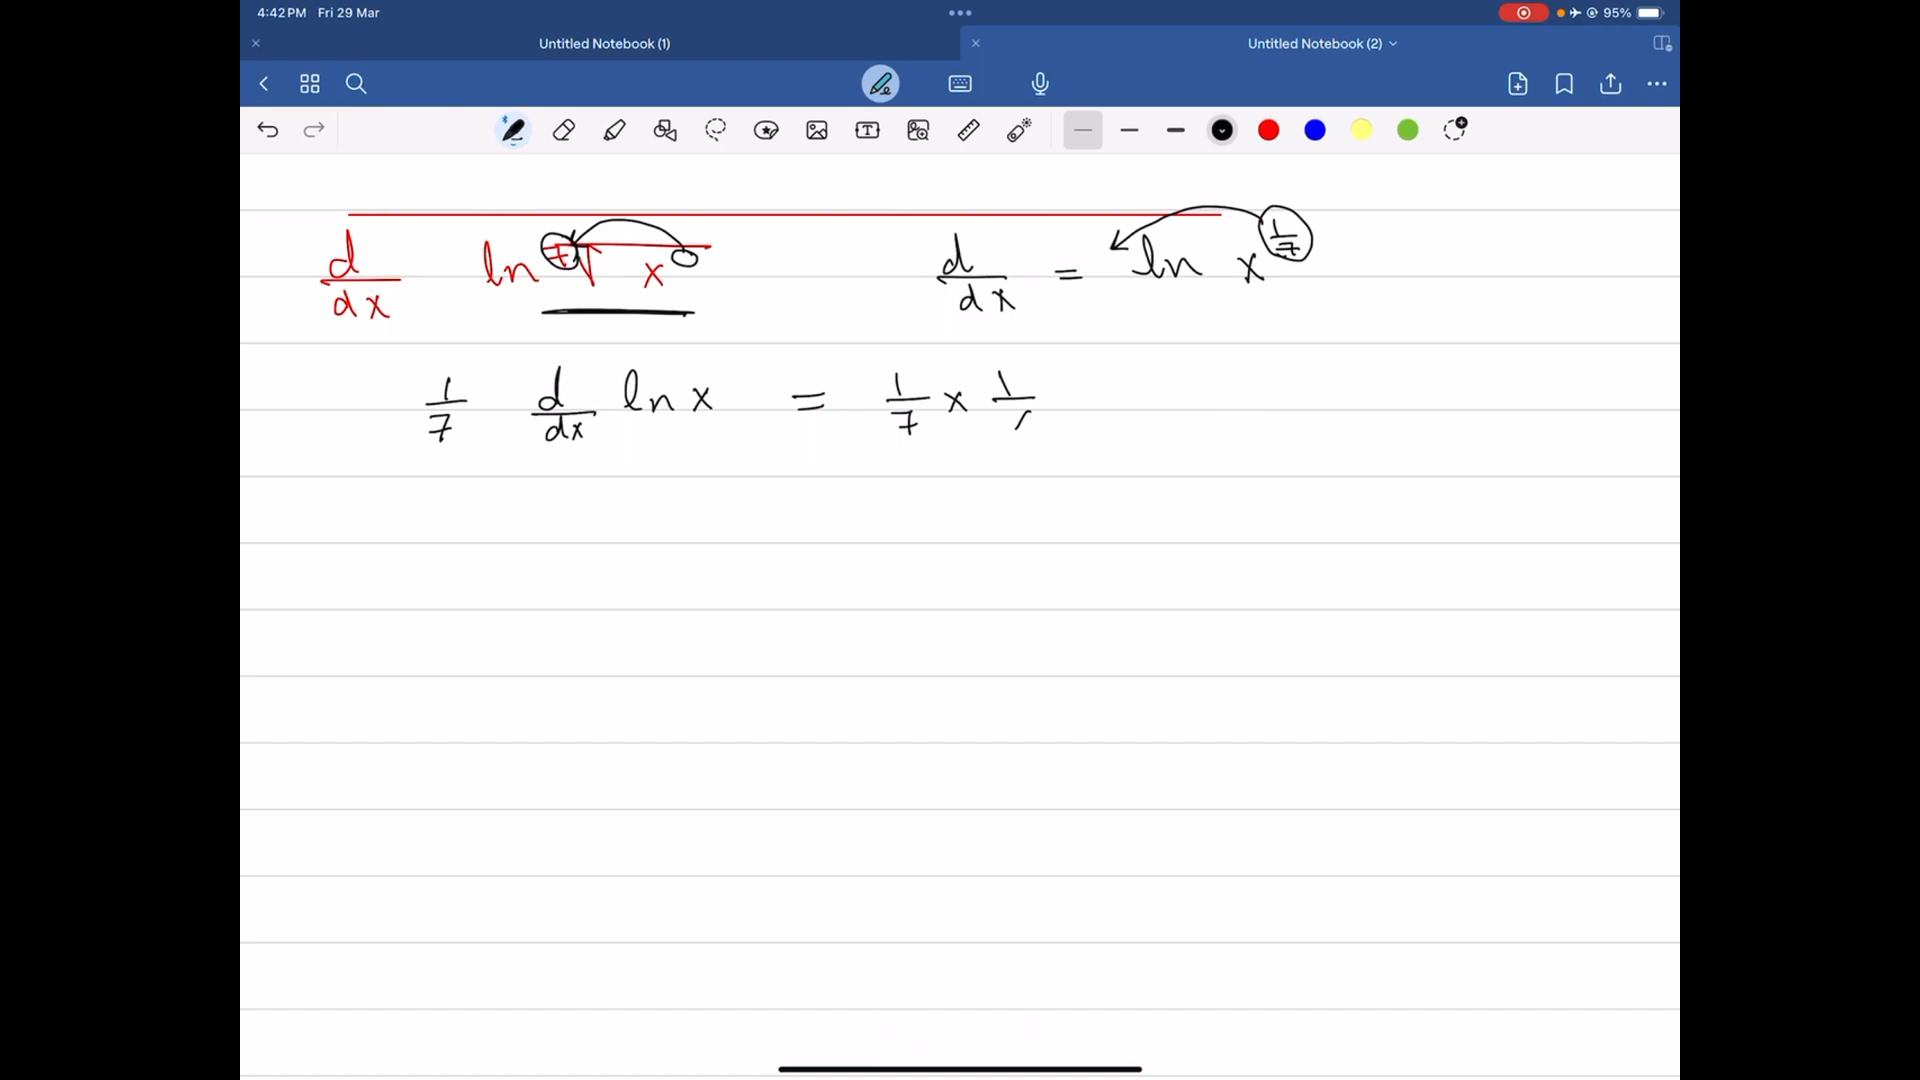 4:42 PM Fri 29 Mar
95%
Untitled Notebook (1)
Untitled Notebook (2)
d/dx ln ⁷√x
d/dx = ln x^(1/7)
1/7 d/dx ln x = 1/7 x 1/